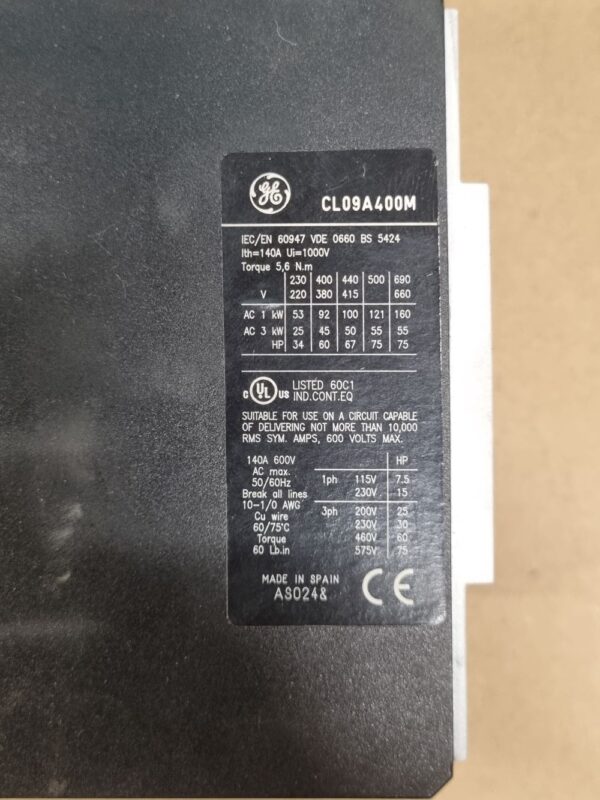 GE
CL09A400M
IEC/EN 60947 VDE 0660 BS 5424
Ith=140A Ui=1000V
Torque 5,6 N.m
230 400 440 500 690
V 220 380 415 660
AC 1 kW 53 92 100 121 160
AC 3 kW 25 45 50 55 55
HP 34 60 67 75 75
C UL US LISTED 60C1
IND.CONT.EQ
SUITABLE FOR USE ON A CIRCUIT CAPABLE
OF DELIVERING NOT MORE THAN 10,000
RMS SYM. AMPS, 600 VOLTS MAX.
140A 600V HP
AC max.
50/60Hz 1ph 115V 7.5
Break all lines 230V 15
10-1/0 AWG
Cu wire 3ph 200V 25
60/75°C 230V 30
Torque 460V 60
60 Lb.in 575V 75
MADE IN SPAIN
AS024& CE